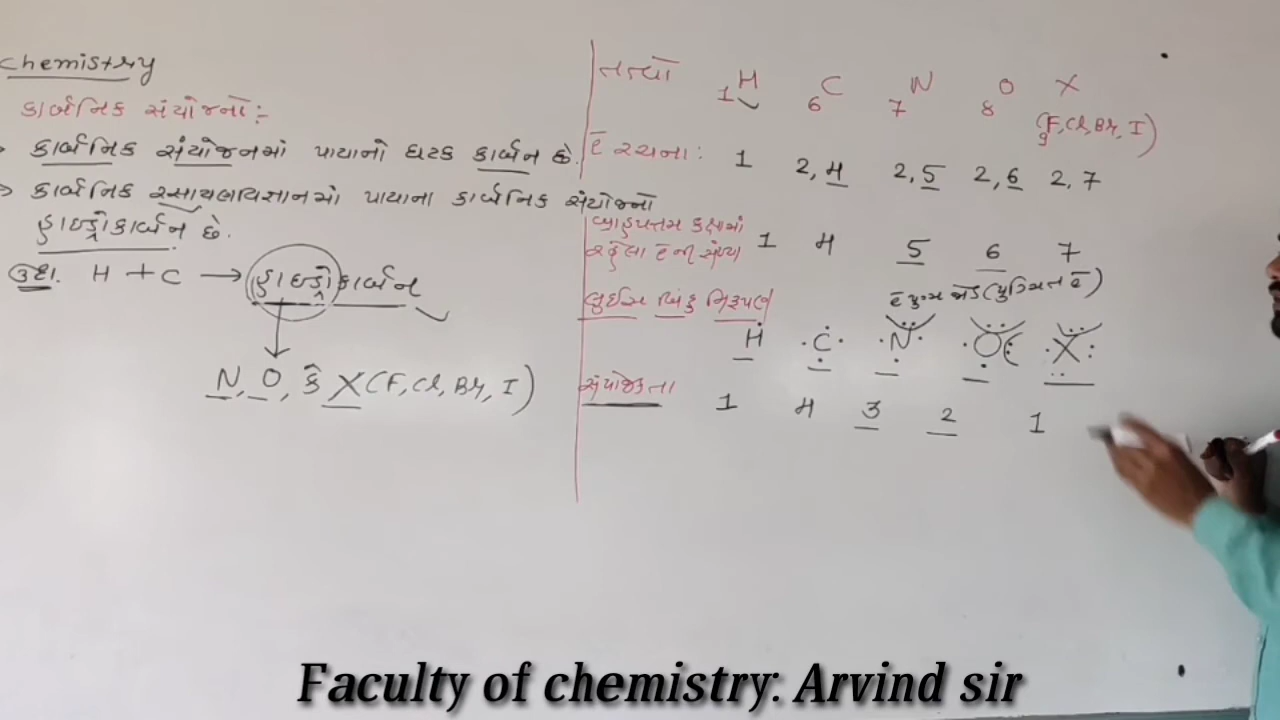 Chemistry
કાર્બનિક સંયોજનો :-
→ કાર્બનિક સંયોજનમાં પાયાનો ઘટક કાર્બન છે.
→ કાર્બનિક રસાયણવિજ્ઞાનમાં પાયાના કાર્બનિક સંયોજનો
હાઇડ્રોકાર્બન છે.
ઉદા. H + C → હાઇડ્રોકાર્બન
N, O, કે X (F, Cl, Br, I)
તત્વો 1H 6C 7N 8O X
(9F, Cl, Br, I)
ē રચના : 1 2,4 2,5 2,6 2,7
બાહ્યતમ કક્ષામાં
રહેલા ē ની સંખ્યા 1 4 5 6 7
ē યુગ્મ (યુગ્મિત ē)
લુઈસ બિંદુ નિરૂપણ
H C N O X
સંયોજકતા 1 4 3 2 1
Faculty of chemistry: Arvind sir